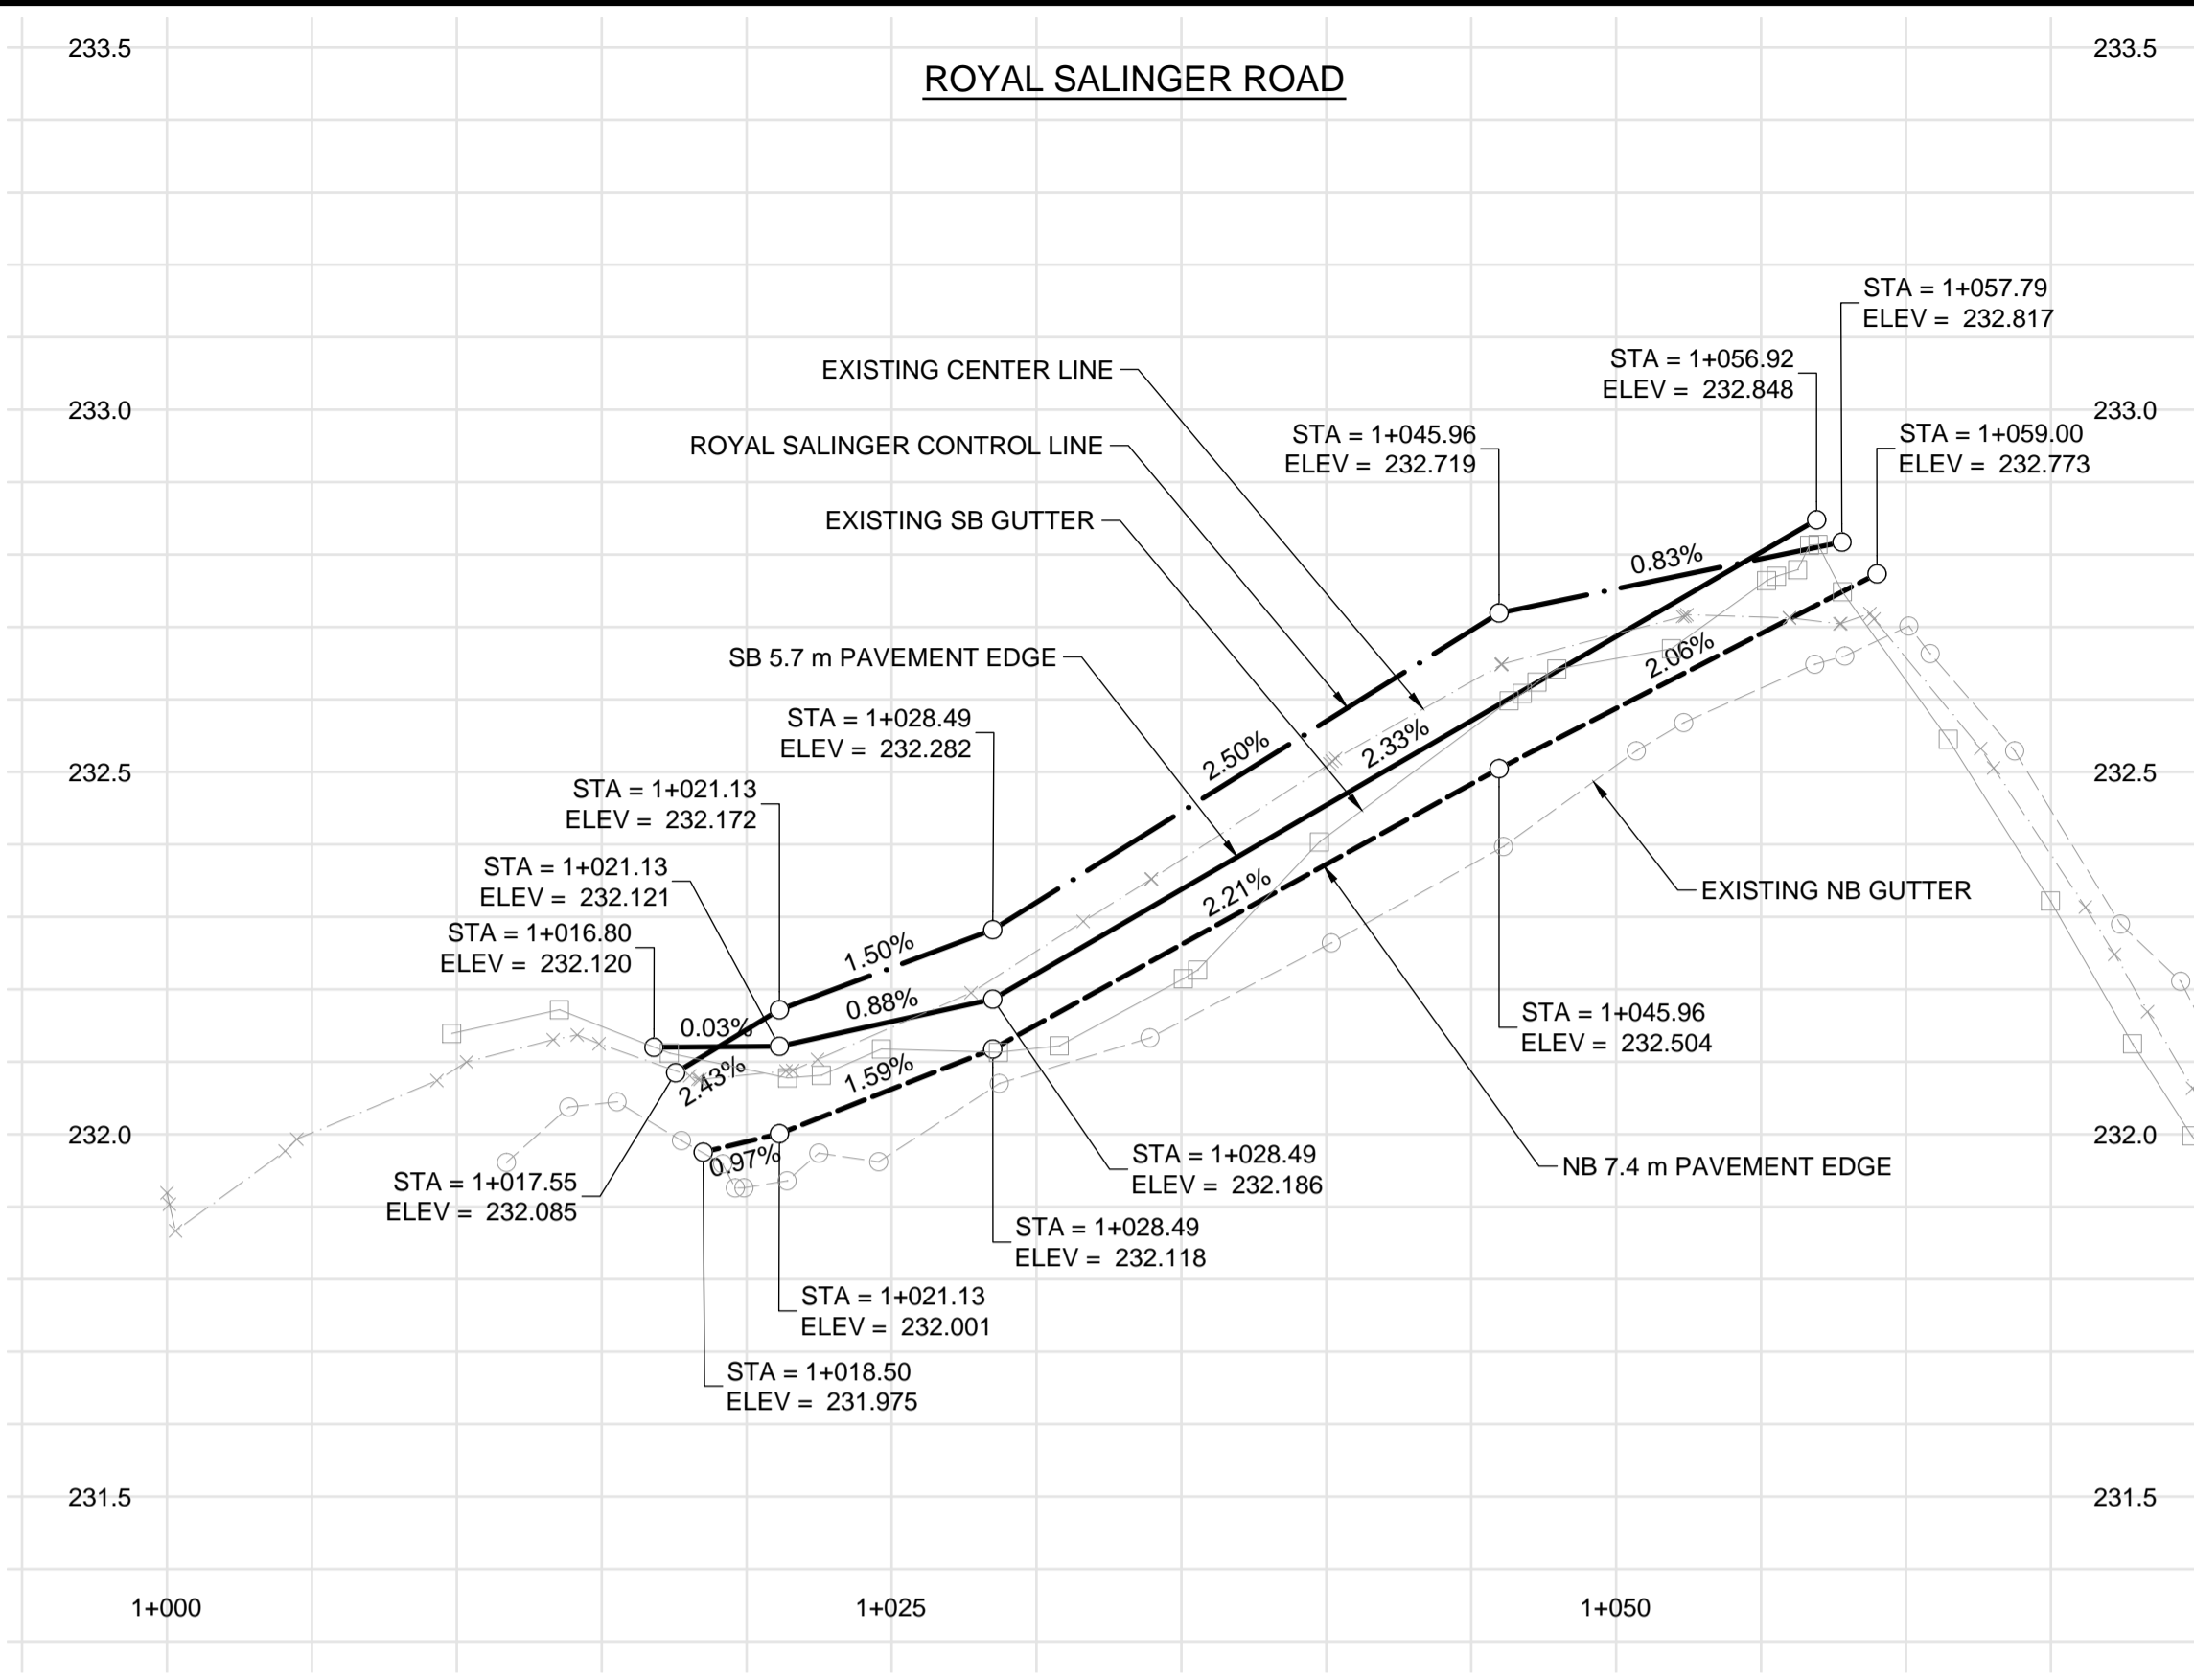 ROYAL SALINGER ROAD
233.5
233.5
233.0
233.0
232.5
232.5
232.0
232.0
231.5
231.5
STA = 1+057.79
ELEV = 232.817
STA = 1+056.92
ELEV = 232.848
EXISTING CENTER LINE
STA = 1+045.96
ELEV = 232.719
STA = 1+059.00
ELEV = 232.773
ROYAL SALINGER CONTROL LINE
EXISTING SB GUTTER
0.83%
SB 5.7 m PAVEMENT EDGE
2.06%
STA = 1+028.49
ELEV = 232.282
2.50%
2.33%
STA = 1+021.13
ELEV = 232.172
STA = 1+021.13
ELEV = 232.121
2.21%
EXISTING NB GUTTER
STA = 1+016.80
ELEV = 232.120
1.50%
0.88%
0.03%
STA = 1+045.96
ELEV = 232.504
2.43%
1.59%
0.97%
STA = 1+028.49
ELEV = 232.186
NB 7.4 m PAVEMENT EDGE
STA = 1+017.55
ELEV = 232.085
STA = 1+028.49
ELEV = 232.118
STA = 1+021.13
ELEV = 232.001
STA = 1+018.50
ELEV = 231.975
1+000
1+025
1+050